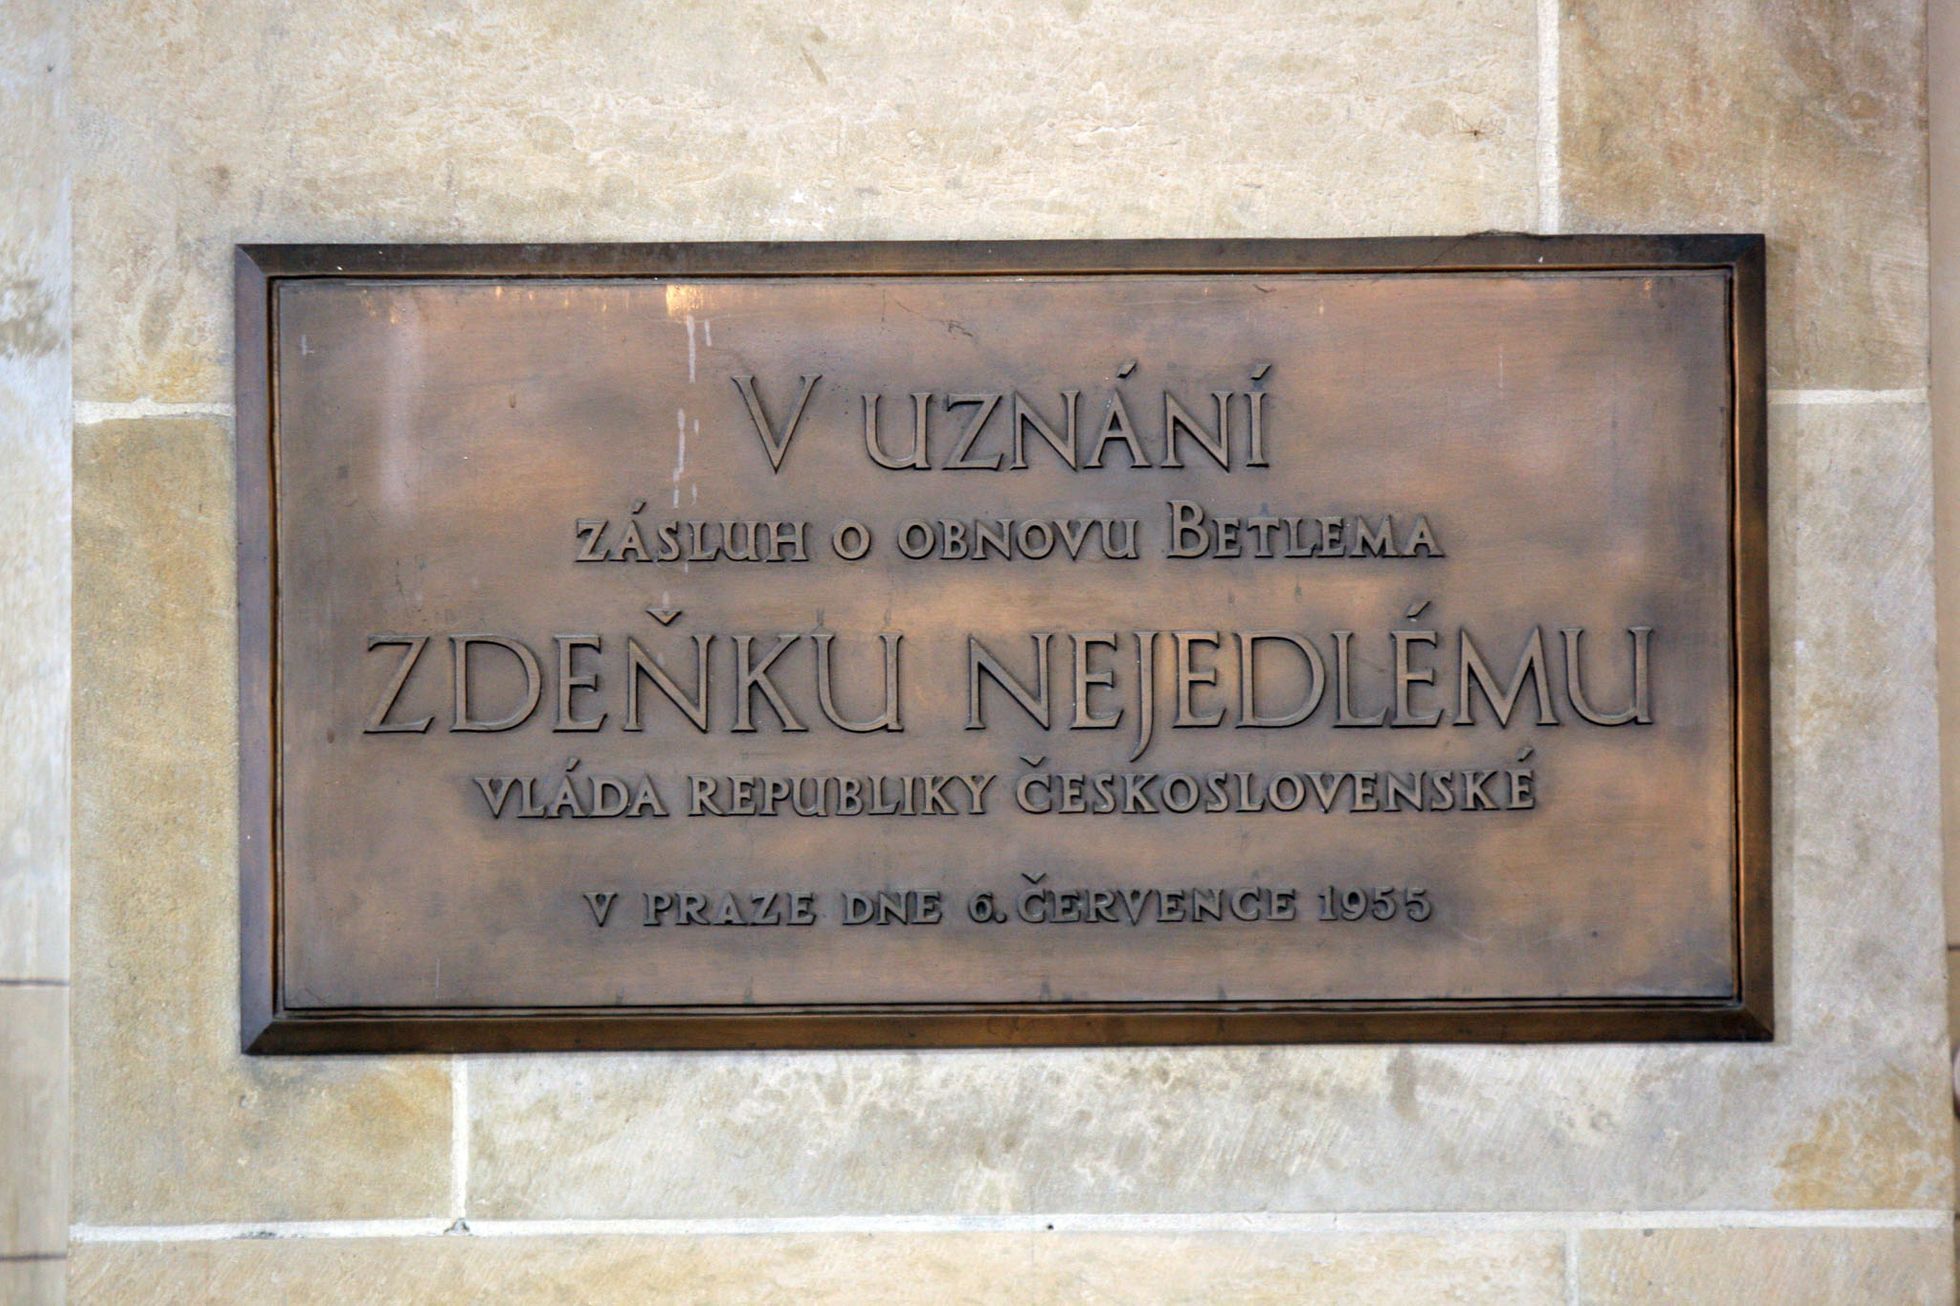 V UZNÁNÍ
ZÁSLUH O OBNOVU BETLEMA
ZDEŇKU NEJEDLÉMU
VLÁDA REPUBLIKY ČESKOSLOVENSKÉ
V PRAZE DNE 6. ČERVENCE 1955